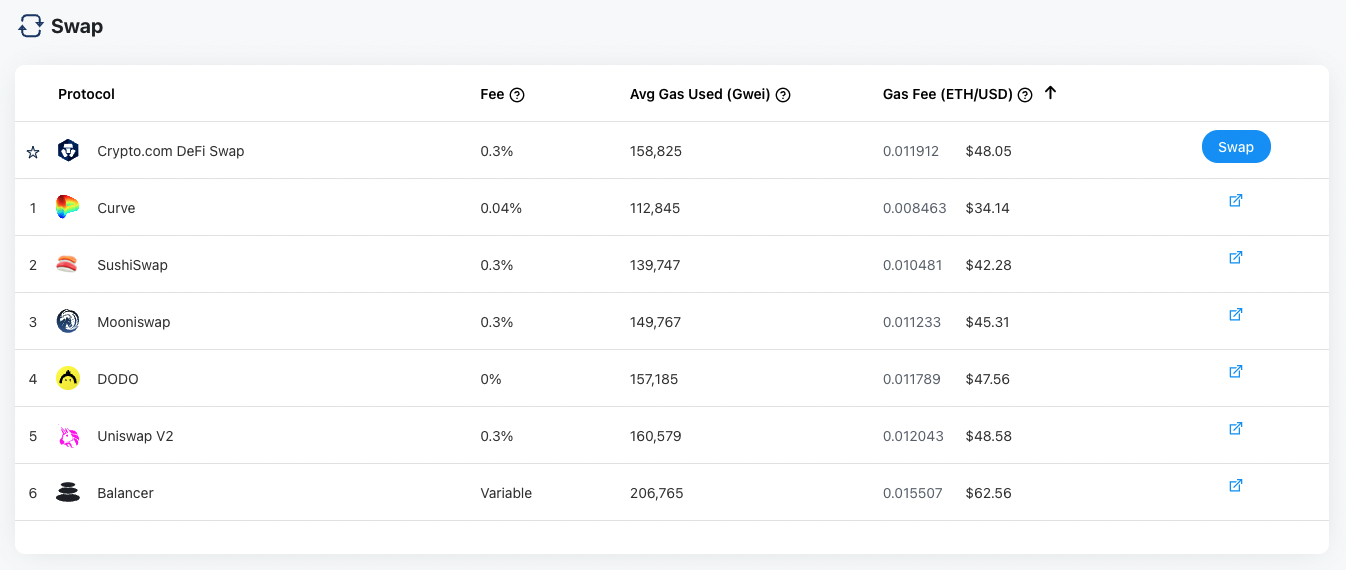 Swap
Protocol Fee Avg Gas Used (Gwei) Gas Fee (ETH/USD)
Crypto.com DeFi Swap 0.3% 158,825 0.011912 $48.05 Swap
1 Curve 0.04% 112,845 0.008463 $34.14
2 SushiSwap 0.3% 139,747 0.010481 $42.28
3 Mooniswap 0.3% 149,767 0.011233 $45.31
4 DODO 0% 157,185 0.011789 $47.56
5 Uniswap V2 0.3% 160,579 0.012043 $48.58
6 Balancer Variable 206,765 0.015507 $62.56